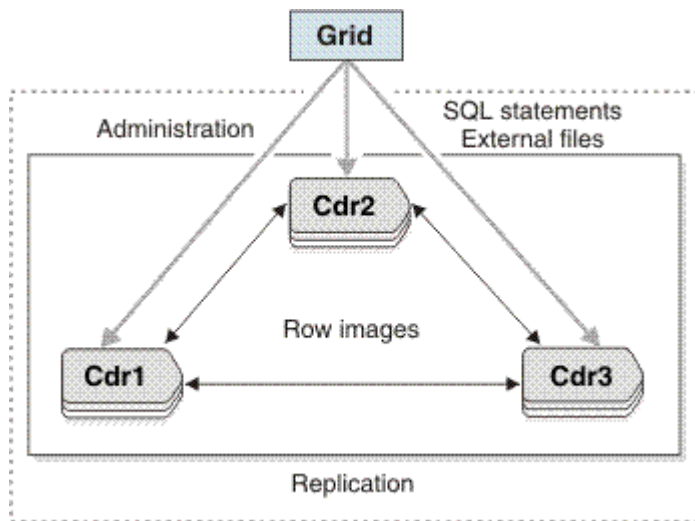 Grid
Administration
SQL statements
External files
Cdr2
Row images
Cdr1
Cdr3
Replication